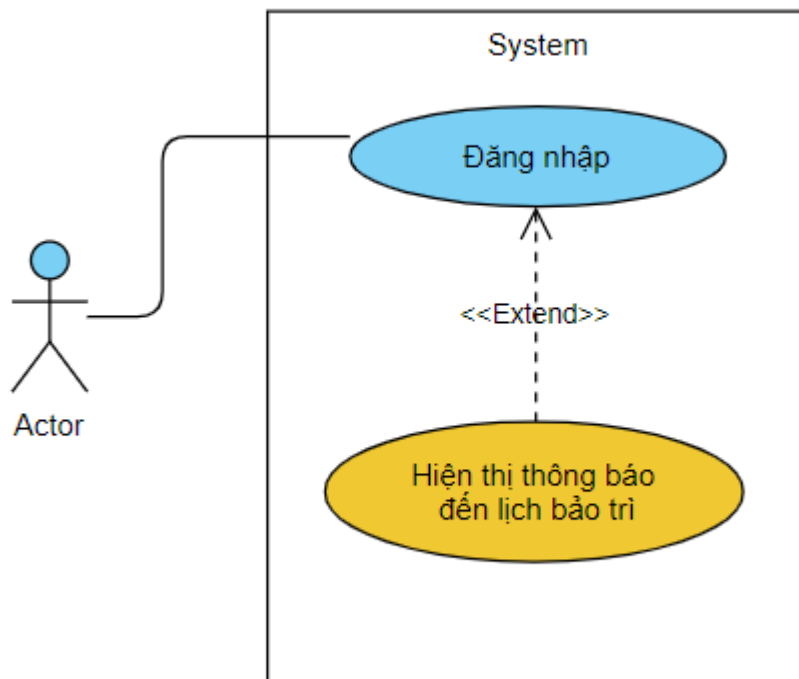 System
Đăng nhập
<<Extend>>
Actor
Hiện thị thông báo
đến lịch bảo trì